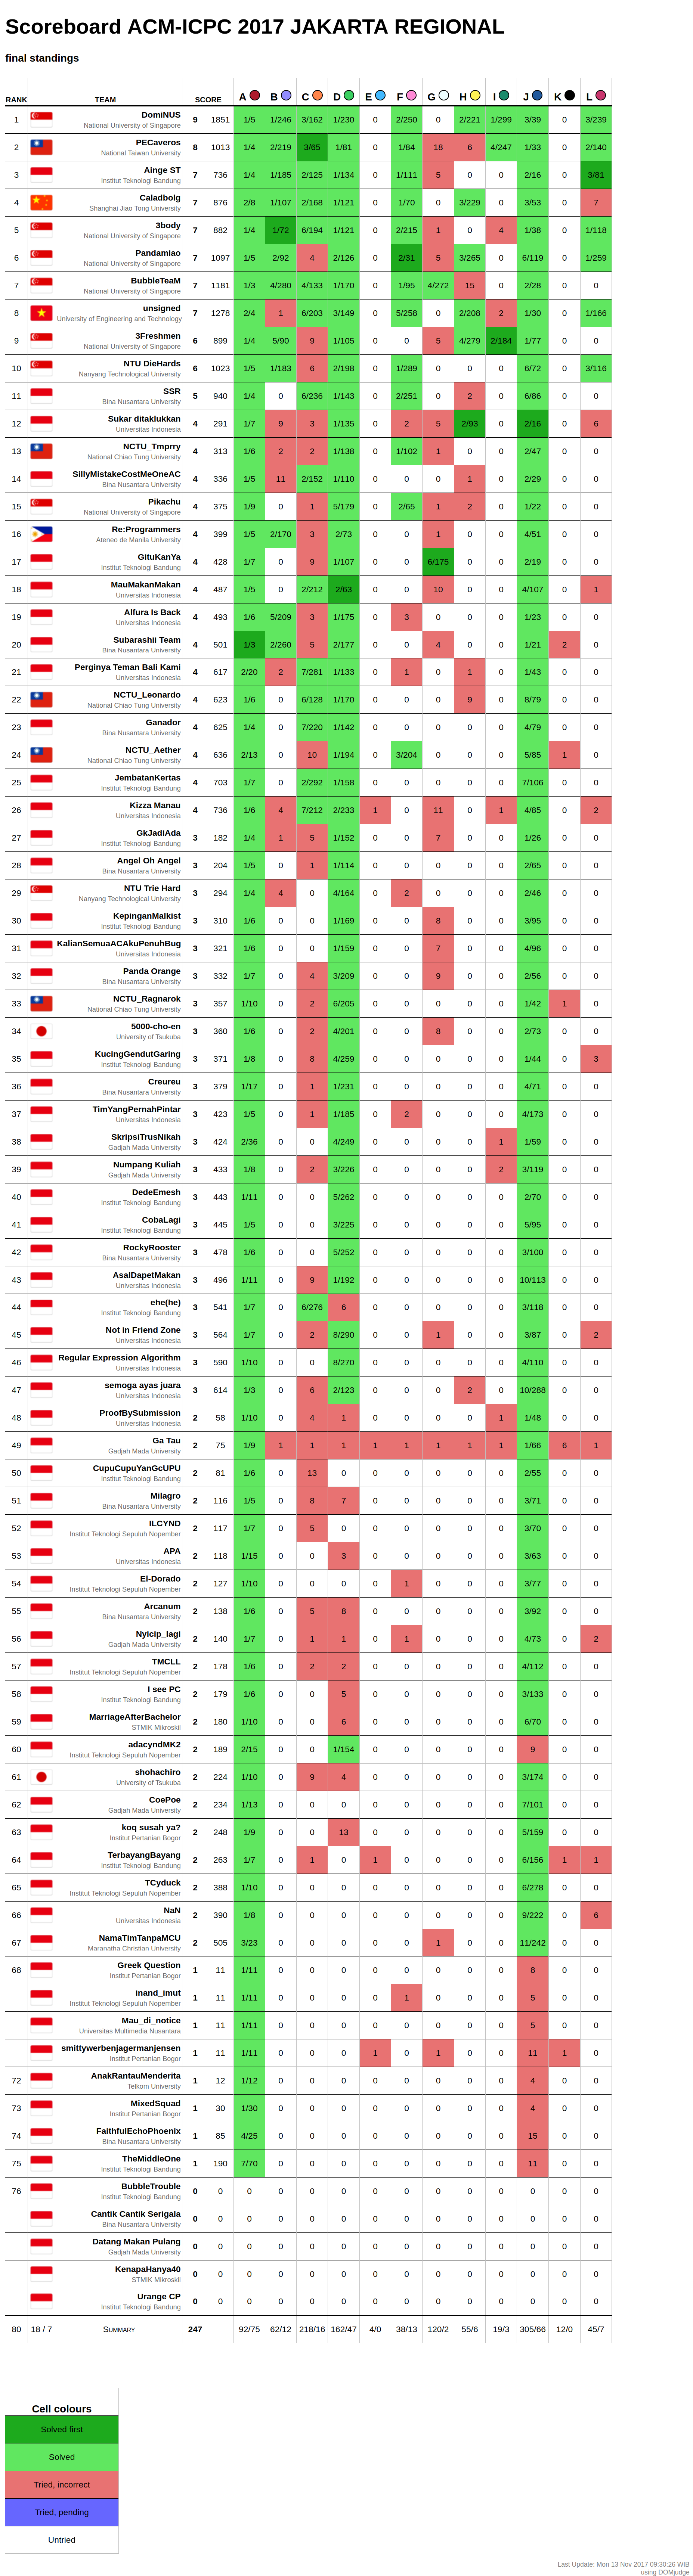 Scoreboard ACM-ICPC 2017 JAKARTA REGIONAL
final standings
RANK TEAM SCORE A B C D E F G H I J K L
1 DomiNUS 9 1851 1/5 1/246 3/162 1/230 0 2/250 0 2/221 1/299 3/39 0 3/239
National University of Singapore
2 PECaveros 8 1013 1/4 2/219 3/65 1/81 0 1/84 18 6 4/247 1/33 0 2/140
National Taiwan University
3 Ainge ST 7 736 1/4 1/185 2/125 1/134 0 1/111 5 0 0 2/16 0 3/81
Institut Teknologi Bandung
4 Caladbolg 7 876 2/8 1/107 2/168 1/121 0 1/70 0 3/229 0 3/53 0 7
Shanghai Jiao Tong University
5 3body 7 882 1/4 1/72 6/194 1/121 0 2/215 1 0 4 1/38 0 1/118
National University of Singapore
6 Pandamiao 7 1097 1/5 2/92 4 2/126 0 2/31 5 3/265 0 6/119 0 1/259
National University of Singapore
7 BubbleTeaM 7 1181 1/3 4/280 4/133 1/170 0 1/95 4/272 15 0 2/28 0 0
National University of Singapore
8 unsigned 7 1278 2/4 1 6/203 3/149 0 5/258 0 2/208 2 1/30 0 1/166
University of Engineering and Technology
9 3Freshmen 6 899 1/4 5/90 9 1/105 0 0 5 4/279 2/184 1/77 0 0
National University of Singapore
10 NTU DieHards 6 1023 1/5 1/183 6 2/198 0 1/289 0 0 0 6/72 0 3/116
Nanyang Technological University
11 SSR 5 940 1/4 0 6/236 1/143 0 2/251 0 2 0 6/86 0 0
Bina Nusantara University
12 Sukar ditaklukkan 4 291 1/7 9 3 1/135 0 2 5 2/93 0 2/16 0 6
Universitas Indonesia
13 NCTU_Tmprry 4 313 1/6 2 2 1/138 0 1/102 1 0 0 2/47 0 0
National Chiao Tung University
14 SillyMistakeCostMeOneAC 4 336 1/5 11 2/152 1/110 0 0 0 1 0 2/29 0 0
Bina Nusantara University
15 Pikachu 4 375 1/9 0 1 5/179 0 2/65 1 2 0 1/22 0 0
National University of Singapore
16 Re:Programmers 4 399 1/5 2/170 3 2/73 0 0 1 0 0 4/51 0 0
Ateneo de Manila University
17 GituKanYa 4 428 1/7 0 9 1/107 0 0 6/175 0 0 2/19 0 0
Institut Teknologi Bandung
18 MauMakanMakan 4 487 1/5 0 2/212 2/63 0 0 10 0 0 4/107 0 1
Universitas Indonesia
19 Alfura Is Back 4 493 1/6 5/209 3 1/175 0 3 0 0 0 1/23 0 0
Universitas Indonesia
20 Subarashii Team 4 501 1/3 2/260 5 2/177 0 0 4 0 0 1/21 2 0
Bina Nusantara University
21 Perginya Teman Bali Kami 4 617 2/20 2 7/281 1/133 0 1 0 1 0 1/43 0 0
Universitas Indonesia
22 NCTU_Leonardo 4 623 1/6 0 6/128 1/170 0 0 0 9 0 8/79 0 0
National Chiao Tung University
23 Ganador 4 625 1/4 0 7/220 1/142 0 0 0 0 0 4/79 0 0
Bina Nusantara University
24 NCTU_Aether 4 636 2/13 0 10 1/194 0 3/204 0 0 0 5/85 1 0
National Chiao Tung University
25 JembatanKertas 4 703 1/7 0 2/292 1/158 0 0 0 0 0 7/106 0 0
Institut Teknologi Bandung
26 Kizza Manau 4 736 1/6 4 7/212 2/233 1 0 11 0 1 4/85 0 2
Universitas Indonesia
27 GkJadiAda 3 182 1/4 1 5 1/152 0 0 7 0 0 1/26 0 0
Institut Teknologi Bandung
28 Angel Oh Angel 3 204 1/5 0 1 1/114 0 0 0 0 0 2/65 0 0
Bina Nusantara University
29 NTU Trie Hard 3 294 1/4 4 0 4/164 0 2 0 0 0 2/46 0 0
Nanyang Technological University
30 KepinganMalkist 3 310 1/6 0 0 1/169 0 0 8 0 0 3/95 0 0
Institut Teknologi Bandung
31 KalianSemuaACAkuPenuhBug 3 321 1/6 0 0 1/159 0 0 7 0 0 4/96 0 0
Universitas Indonesia
32 Panda Orange 3 332 1/7 0 4 3/209 0 0 9 0 0 2/56 0 0
Bina Nusantara University
33 NCTU_Ragnarok 3 357 1/10 0 2 6/205 0 0 0 0 0 1/42 1 0
National Chiao Tung University
34 5000-cho-en 3 360 1/6 0 2 4/201 0 0 8 0 0 2/73 0 0
University of Tsukuba
35 KucingGendutGaring 3 371 1/8 0 8 4/259 0 0 0 0 0 1/44 0 3
Institut Teknologi Bandung
36 Creureu 3 379 1/17 0 1 1/231 0 0 0 0 0 4/71 0 0
Bina Nusantara University
37 TimYangPernahPintar 3 423 1/5 0 1 1/185 0 2 0 0 0 4/173 0 0
Universitas Indonesia
38 SkripsiTrusNikah 3 424 2/36 0 0 4/249 0 0 0 0 1 1/59 0 0
Gadjah Mada University
39 Numpang Kuliah 3 433 1/8 0 2 3/226 0 0 0 0 2 3/119 0 0
Gadjah Mada University
40 DedeEmesh 3 443 1/11 0 0 5/262 0 0 0 0 0 2/70 0 0
Institut Teknologi Bandung
41 CobaLagi 3 445 1/5 0 0 3/225 0 0 0 0 0 5/95 0 0
Institut Teknologi Bandung
42 RockyRooster 3 478 1/6 0 0 5/252 0 0 0 0 0 3/100 0 0
Bina Nusantara University
43 AsalDapetMakan 3 496 1/11 0 9 1/192 0 0 0 0 0 10/113 0 0
Universitas Indonesia
44 ehe(he) 3 541 1/7 0 6/276 6 0 0 0 0 0 3/118 0 0
Institut Teknologi Bandung
45 Not in Friend Zone 3 564 1/7 0 2 8/290 0 0 1 0 0 3/87 0 2
Universitas Indonesia
46 Regular Expression Algorithm 3 590 1/10 0 0 8/270 0 0 0 0 0 4/110 0 0
Universitas Indonesia
47 semoga ayas juara 3 614 1/3 0 6 2/123 0 0 0 2 0 10/288 0 0
Universitas Indonesia
48 ProofBySubmission 2 58 1/10 0 4 1 0 0 0 0 1 1/48 0 0
Universitas Indonesia
49 Ga Tau 2 75 1/9 1 1 1 1 1 1 1 1 1/66 6 1
Gadjah Mada University
50 CupuCupuYanGcUPU 2 81 1/6 0 13 0 0 0 0 0 0 2/55 0 0
Institut Teknologi Bandung
51 Milagro 2 116 1/5 0 8 7 0 0 0 0 0 3/71 0 0
Bina Nusantara University
52 ILCYND 2 117 1/7 0 5 0 0 0 0 0 0 3/70 0 0
Institut Teknologi Sepuluh Nopember
53 APA 2 118 1/15 0 0 3 0 0 0 0 0 3/63 0 0
Universitas Indonesia
54 El-Dorado 2 127 1/10 0 0 0 0 1 0 0 0 3/77 0 0
Institut Teknologi Sepuluh Nopember
55 Arcanum 2 138 1/6 0 5 8 0 0 0 0 0 3/92 0 0
Bina Nusantara University
56 Nyicip_lagi 2 140 1/7 0 1 1 0 1 0 0 0 4/73 0 2
Gadjah Mada University
57 TMCLL 2 178 1/6 0 2 2 0 0 0 0 0 4/112 0 0
Institut Teknologi Sepuluh Nopember
58 I see PC 2 179 1/6 0 0 5 0 0 0 0 0 3/133 0 0
Institut Teknologi Bandung
59 MarriageAfterBachelor 2 180 1/10 0 0 6 0 0 0 0 0 6/70 0 0
STMIK Mikroskil
60 adacyndMK2 2 189 2/15 0 0 1/154 0 0 0 0 0 9 0 0
Institut Teknologi Sepuluh Nopember
61 shohachiro 2 224 1/10 0 9 4 0 0 0 0 0 3/174 0 0
University of Tsukuba
62 CoePoe 2 234 1/13 0 0 0 0 0 0 0 0 7/101 0 0
Gadjah Mada University
63 koq susah ya? 2 248 1/9 0 0 13 0 0 0 0 0 5/159 0 0
Institut Pertanian Bogor
64 TerbayangBayang 2 263 1/7 0 1 0 1 0 0 0 0 6/156 1 1
Institut Teknologi Bandung
65 TCyduck 2 388 1/10 0 0 0 0 0 0 0 0 6/278 0 0
Institut Teknologi Sepuluh Nopember
66 NaN 2 390 1/8 0 0 0 0 0 0 0 0 9/222 0 6
Universitas Indonesia
67 NamaTimTanpaMCU 2 505 3/23 0 0 0 0 0 1 0 0 11/242 0 0
Maranatha Christian University
68 Greek Question 1 11 1/11 0 0 0 0 0 0 0 0 8 0 0
Institut Pertanian Bogor
inand_imut 1 11 1/11 0 0 0 0 1 0 0 0 5 0 0
Institut Teknologi Sepuluh Nopember
Mau_di_notice 1 11 1/11 0 0 0 0 0 0 0 0 5 0 0
Universitas Multimedia Nusantara
smittywerbenjagermanjensen 1 11 1/11 0 0 0 1 0 1 0 0 11 1 0
Institut Pertanian Bogor
72 AnakRantauMenderita 1 12 1/12 0 0 0 0 0 0 0 0 4 0 0
Telkom University
73 MixedSquad 1 30 1/30 0 0 0 0 0 0 0 0 4 0 0
Institut Pertanian Bogor
74 FaithfulEchoPhoenix 1 85 4/25 0 0 0 0 0 0 0 0 15 0 0
Bina Nusantara University
75 TheMiddleOne 1 190 7/70 0 0 0 0 0 0 0 0 11 0 0
Institut Teknologi Bandung
76 BubbleTrouble 0 0 0 0 0 0 0 0 0 0 0 0 0 0
Institut Teknologi Bandung
Cantik Cantik Serigala 0 0 0 0 0 0 0 0 0 0 0 0 0 0
Bina Nusantara University
Datang Makan Pulang 0 0 0 0 0 0 0 0 0 0 0 0 0 0
Gadjah Mada University
KenapaHanya40 0 0 0 0 0 0 0 0 0 0 0 0 0 0
STMIK Mikroskil
Urange CP 0 0 0 0 0 0 0 0 0 0 0 0 0 0
Institut Teknologi Bandung
80 18 / 7 Summary 247 92/75 62/12 218/16 162/47 4/0 38/13 120/2 55/6 19/3 305/66 12/0 45/7
Cell colours
Solved first
Solved
Tried, incorrect
Tried, pending
Untried
Last Update: Mon 13 Nov 2017 09:30:26 WIB
using DOMjudge